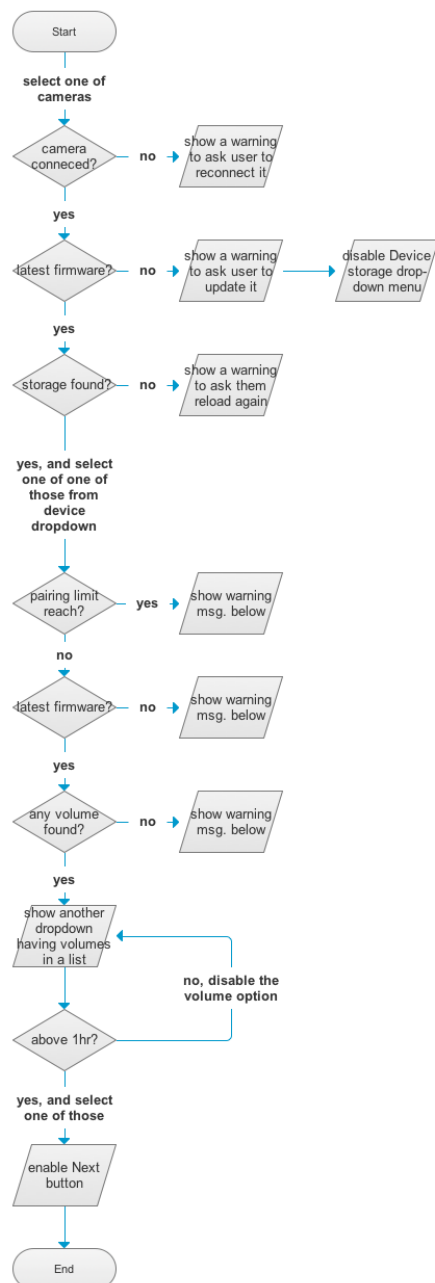 Start
select one of
cameras
camera
conneced?
no
show a warning
to ask user to
reconnect it
yes
latest firmware?
no
show a warning
to ask user to
update it
disable Device
storage drop-
down menu
yes
storage found?
no
show a warning
to ask them
reload again
yes, and select
one of one of
those from
device
dropdown
pairing limit
reach?
yes
show warning
msg. below
no
latest firmware?
no
show warning
msg. below
yes
any volume
found?
no
show warning
msg. below
yes
show another
dropdown
having volumes
in a list
no, disable the
volume option
above 1hr?
yes, and select
one of those
enable Next
button
End